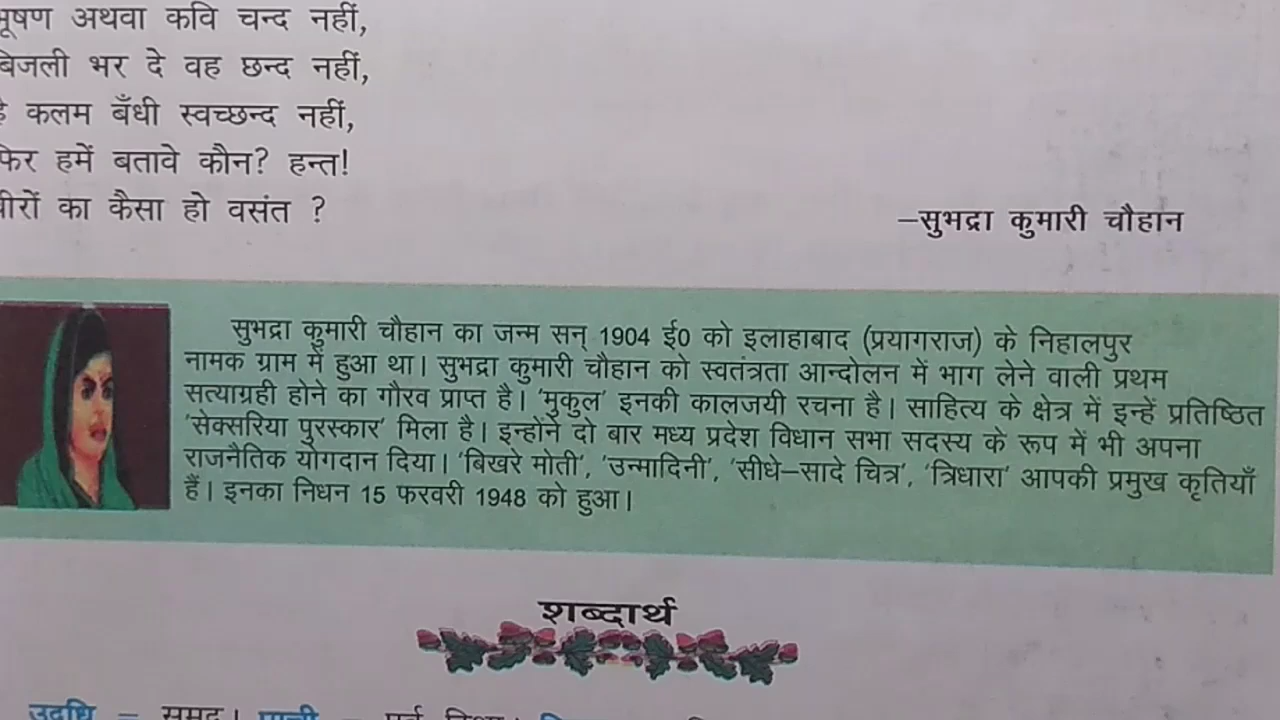 भूषण अथवा कवि चन्द नहीं,
बिजली भर दे वह छन्द नहीं,
है कलम बँधी स्वच्छन्द नहीं,
फिर हमें बतावे कौन? हन्त!
वीरों का कैसा हो वसंत ?
–सुभद्रा कुमारी चौहान
सुभद्रा कुमारी चौहान का जन्म सन् 1904 ई0 को इलाहाबाद (प्रयागराज) के निहालपुर
नामक ग्राम में हुआ था। सुभद्रा कुमारी चौहान को स्वतंत्रता आन्दोलन में भाग लेने वाली प्रथम
सत्याग्रही होने का गौरव प्राप्त है। 'मुकुल' इनकी कालजयी रचना है। साहित्य के क्षेत्र में इन्हें प्रतिष्ठित
'सेक्सरिया पुरस्कार' मिला है। इन्होंने दो बार मध्य प्रदेश विधान सभा सदस्य के रूप में भी अपना
राजनैतिक योगदान दिया। 'बिखरे मोती', 'उन्मादिनी', 'सीधे–सादे चित्र', 'त्रिधारा' आपकी प्रमुख कृतियाँ
हैं। इनका निधन 15 फरवरी 1948 को हुआ।
शब्दार्थ
उदधि – समुद्र।